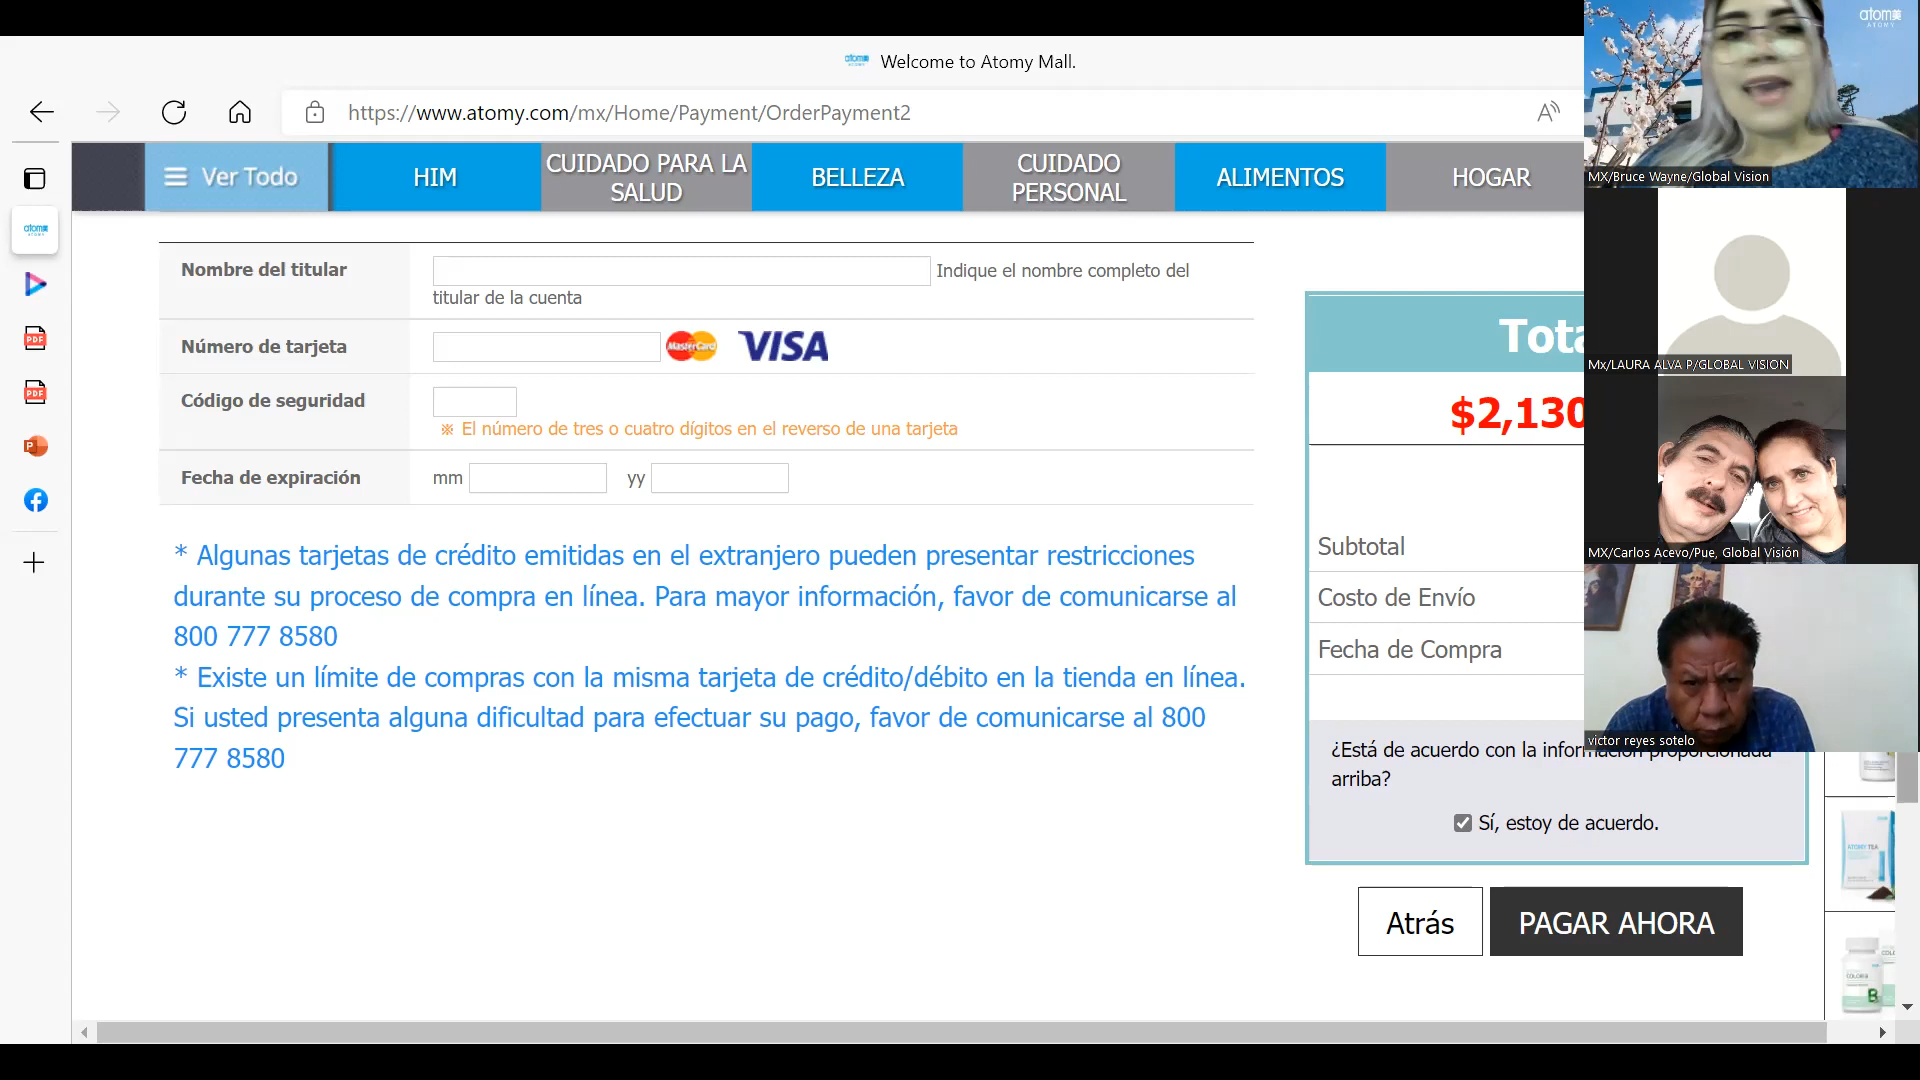 Welcome to Atomy Mall.
https://www.atomy.com/mx/Home/Payment/OrderPayment2
Ver Todo
HIM
CUIDADO PARA LA
SALUD
BELLEZA
CUIDADO
PERSONAL
ALIMENTOS
HOGAR
Nombre del titular
Indique el nombre completo del
titular de la cuenta
Número de tarjeta
MasterCard
VISA
Código de seguridad
※ El número de tres o cuatro dígitos en el reverso de una tarjeta
Fecha de expiración
mm
yy
* Algunas tarjetas de crédito emitidas en el extranjero pueden presentar restricciones
durante su proceso de compra en línea. Para mayor información, favor de comunicarse al
800 777 8580
* Existe un límite de compras con la misma tarjeta de crédito/débito en la tienda en línea.
Si usted presenta alguna dificultad para efectuar su pago, favor de comunicarse al 800
777 8580
$2,130
Subtotal
Costo de Envío
Fecha de Compra
¿Está de acuerdo con la información proporcionada
arriba?
Sí, estoy de acuerdo.
Atrás
PAGAR AHORA
ATOMY
MX/Bruce Wayne/Global Vision
Mx/LAURA ALVA P/GLOBAL VISION
MX/Carlos Acevo/Pue, Global Visión
victor reyes sotelo
ATOMY TEA
PDF
PDF